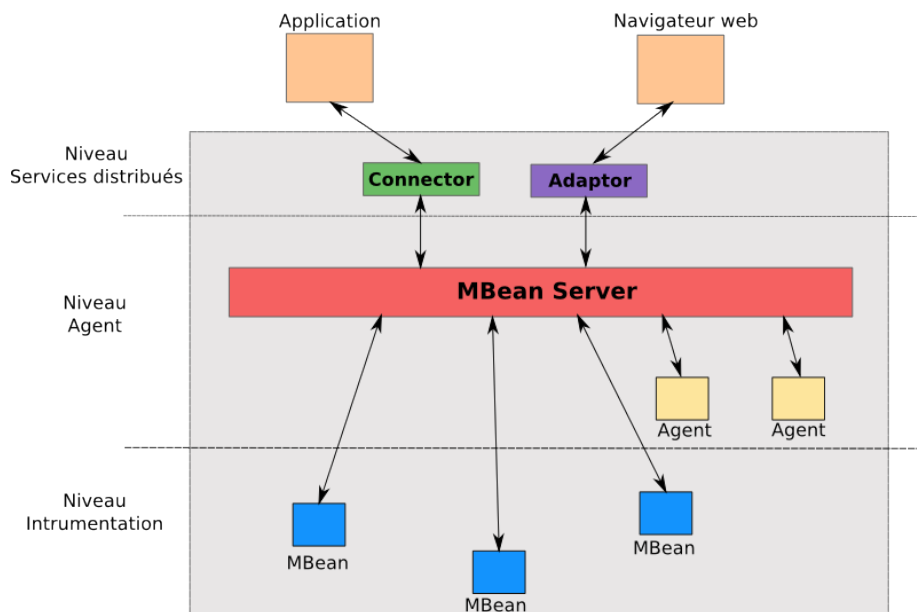 Application
Navigateur web
Niveau
Services distribués
Connector
Adaptor
MBean Server
Niveau
Agent
Agent
Agent
Niveau
Intrumentation
MBean
MBean
MBean